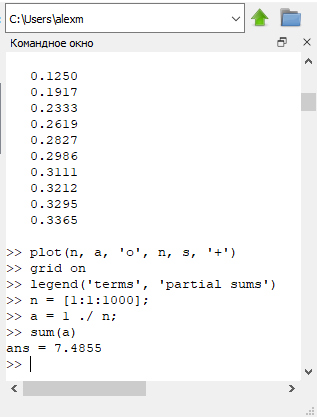 C:\Users\alexm
Командное окно
0.1250
0.1917
0.2333
0.2619
0.2827
0.2986
0.3111
0.3212
0.3295
0.3365
>> plot(n, a, 'o', n, s, '+')
>> grid on
>> legend('terms', 'partial sums')
>> n = [1:1:1000];
>> a = 1 ./ n;
>> sum(a)
ans = 7.4855
>>